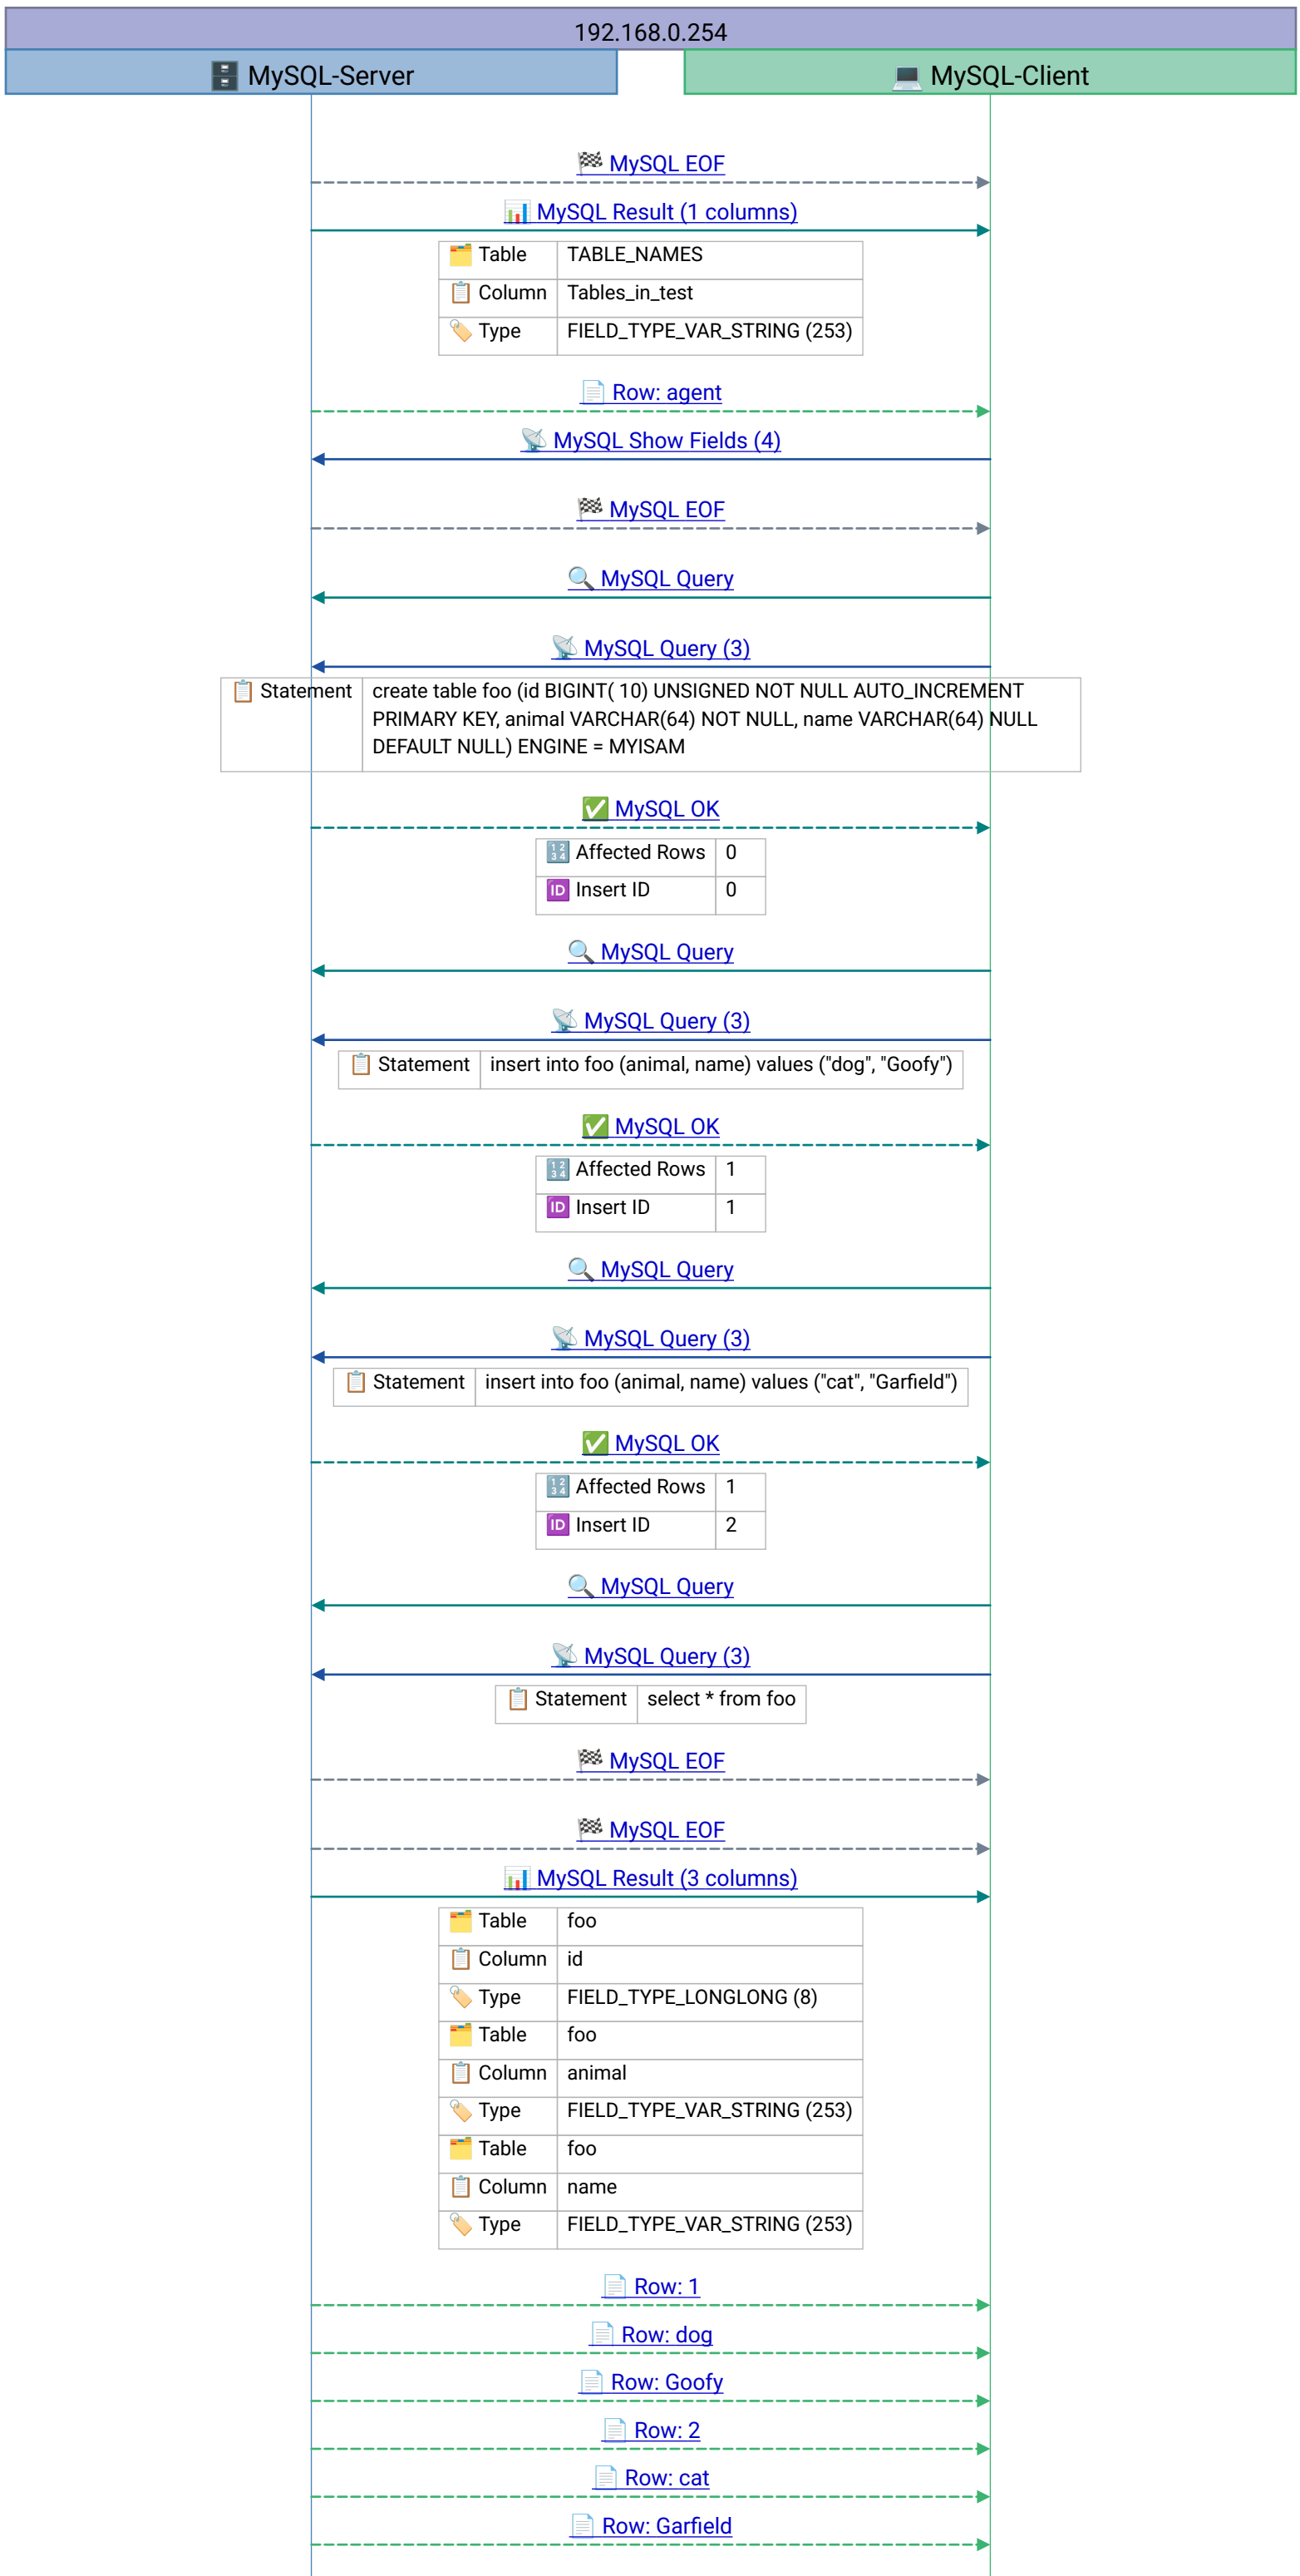 192.168.0.254
MySQL-Server
MySQL-Client
MySQL EOF
MySQL Result (1 columns)
Table TABLE_NAMES
Column Tables_in_test
Type FIELD_TYPE_VAR_STRING (253)
Row: agent
MySQL Show Fields (4)
MySQL EOF
MySQL Query
MySQL Query (3)
Statement create table foo (id BIGINT( 10) UNSIGNED NOT NULL AUTO_INCREMENT
PRIMARY KEY, animal VARCHAR(64) NOT NULL, name VARCHAR(64) NULL
DEFAULT NULL) ENGINE = MYISAM
MySQL OK
Affected Rows 0
Insert ID 0
MySQL Query
MySQL Query (3)
Statement insert into foo (animal, name) values ("dog", "Goofy")
MySQL OK
Affected Rows 1
Insert ID 1
MySQL Query
MySQL Query (3)
Statement insert into foo (animal, name) values ("cat", "Garfield")
MySQL OK
Affected Rows 1
Insert ID 2
MySQL Query
MySQL Query (3)
Statement select * from foo
MySQL EOF
MySQL EOF
MySQL Result (3 columns)
Table foo
Column id
Type FIELD_TYPE_LONGLONG (8)
Table foo
Column animal
Type FIELD_TYPE_VAR_STRING (253)
Table foo
Column name
Type FIELD_TYPE_VAR_STRING (253)
Row: 1
Row: dog
Row: Goofy
Row: 2
Row: cat
Row: Garfield